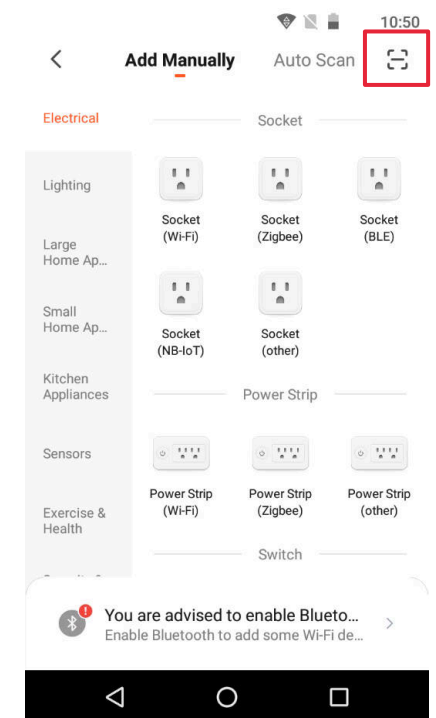 10:50
Add Manually
Auto Scan
Electrical
Socket
Lighting
Socket
(Wi-Fi)
Socket
(Zigbee)
Socket
(BLE)
Large
Home Ap...
Small
Home Ap...
Socket
(NB-IoT)
Socket
(other)
Kitchen
Appliances
Power Strip
Sensors
Power Strip
(Wi-Fi)
Power Strip
(Zigbee)
Power Strip
(other)
Exercise &
Health
Switch
You are advised to enable Blueto...
Enable Bluetooth to add some Wi-Fi de...